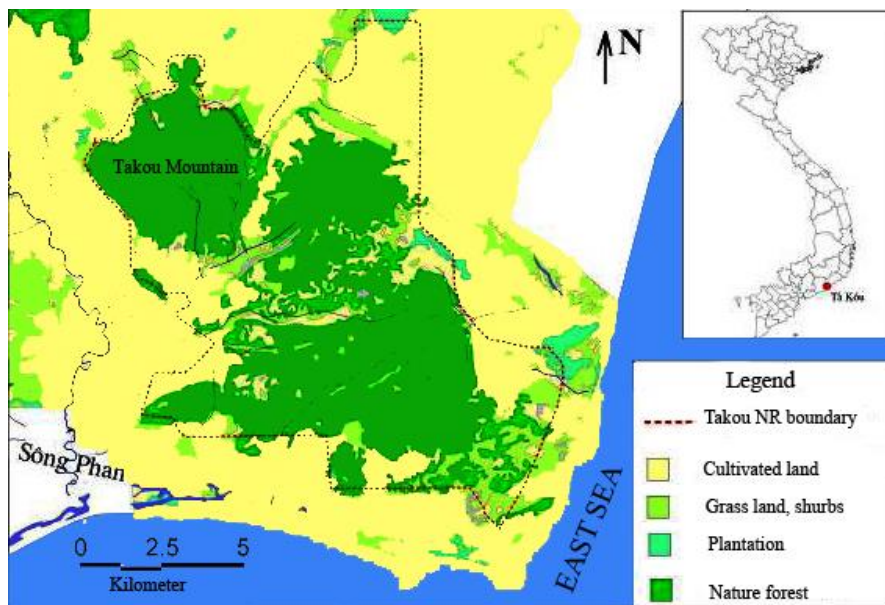 N
Takou Mountain
Tà Kóu
Sông Phan
EAST SEA
0 2.5 5
Kilometer
Legend
Takou NR boundary
Cultivated land
Grass land, shurbs
Plantation
Nature forest